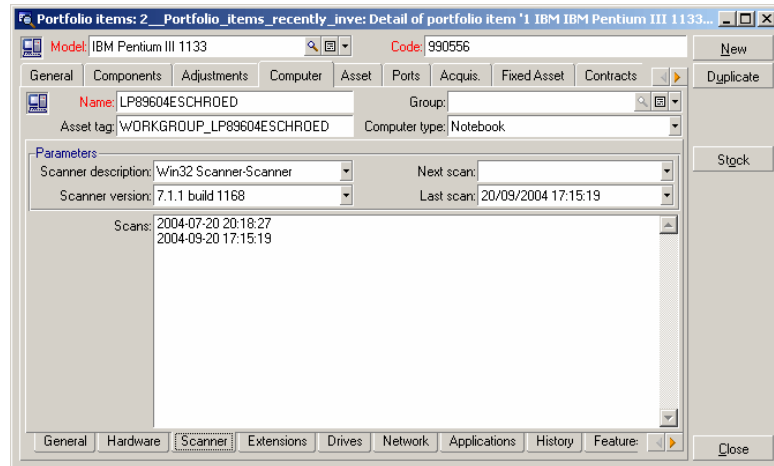 Portfolio items: 2__Portfolio_items_recently_inve: Detail of portfolio item '1 IBM IBM Pentium III 1133...
Model: IBM Pentium III 1133 Code: 990556 New
General Components Adjustments Computer Asset Ports Acquis. Fixed Asset Contracts Duplicate
Name: LP89604ESCHROED Group:
Asset tag: WORKGROUP_LP89604ESCHROED Computer type: Notebook
Parameters Stock
Scanner description: Win32 Scanner-Scanner Next scan:
Scanner version: 7.1.1 build 1168 Last scan: 20/09/2004 17:15:19
Scans: 2004-07-20 20:18:27
2004-09-20 17:15:19
General Hardware Scanner Extensions Drives Network Applications History Feature: Close